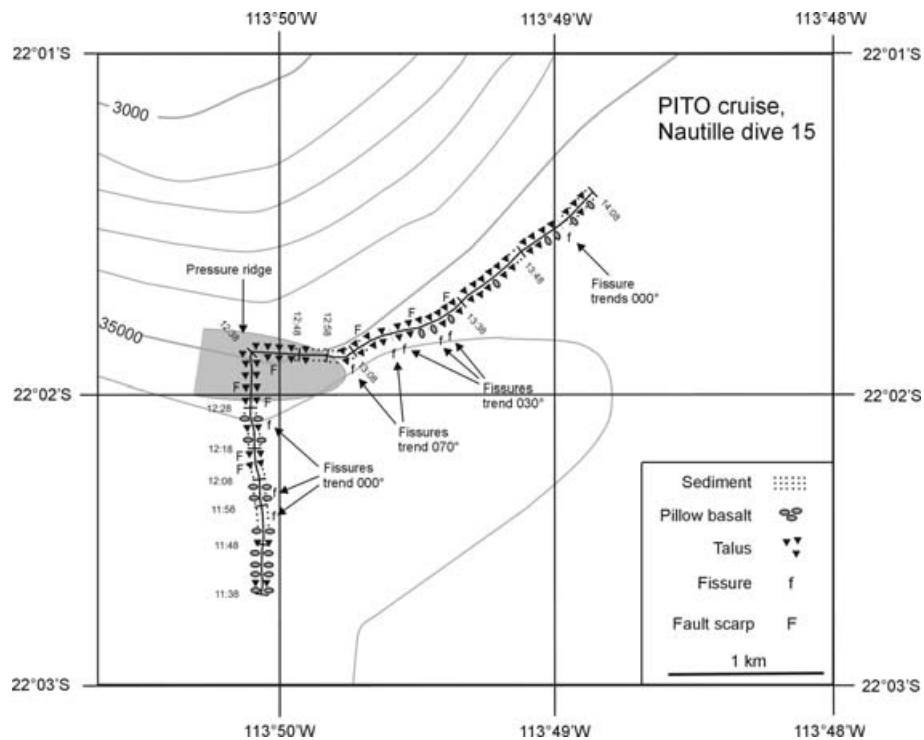 113°50'W
113°49'W
113°48'W
22°01'S
22°01'S
3000
PITO cruise,
Nautille dive 15
14:08
f
Fissure
trends 000°
13:48
Pressure ridge
F
F
F
13:38
12:38
12:48
12:58
35000
f
f
f
f
f
13:08
F
F
F
Fissures
trend 030°
22°02'S
22°02'S
12:28
f
Fissures
trend 070°
12:18
F
F
Fissures
trend 000°
12:08
f
11:56
f
11:48
11:38
Sediment
Pillow basalt
Talus
Fissure f
Fault scarp F
1 km
22°03'S
22°03'S
113°50'W
113°49'W
113°48'W